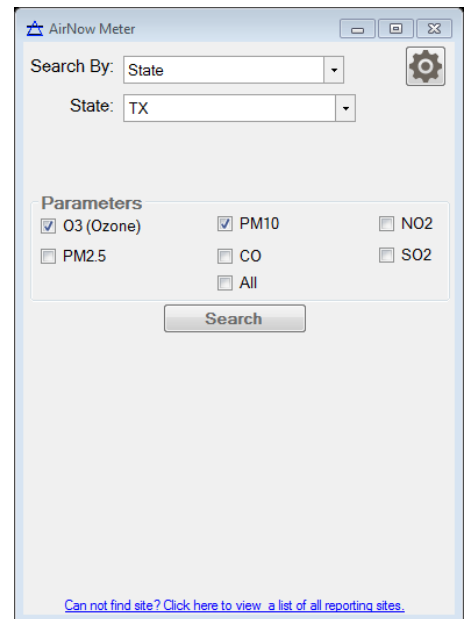 AirNow Meter
Search By: State
State: TX
Parameters
O3 (Ozone) PM10 NO2
PM2.5 CO SO2
All
Search
Can not find site? Click here to view a list of all reporting sites.